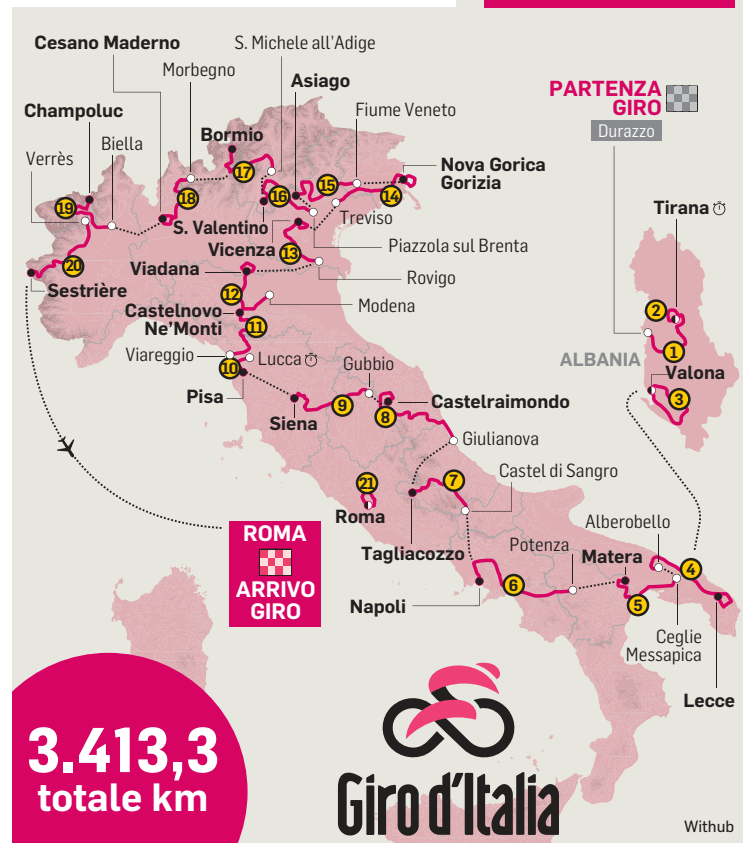 Cesano Maderno
S. Michele all'Adige
Morbegno
Asiago
PARTENZA
GIRO
Durazzo
Champoluc
Fiume Veneto
Bormio
Verrès
Biella
Nova Gorica
Gorizia
17
15
18
16
14
19
Tirana
S. Valentino
Treviso
Vicenza
13
Piazzola sul Brenta
20
Viadana
Rovigo
Sestrière
12
Modena
2
Castelnovo
Ne'Monti
11
1
Viareggio
10
Lucca
Gubbio
ALBANIA
Valona
Pisa
9
8
Castelraimondo
3
Siena
Giulianova
21
7
Castel di Sangro
Roma
ROMA
ARRIVO
GIRO
Tagliacozzo
Potenza
Alberobello
Matera
4
6
5
Napoli
Ceglie
Messapica
Lecce
3.413,3
totale km
Giro d'Italia
Withub